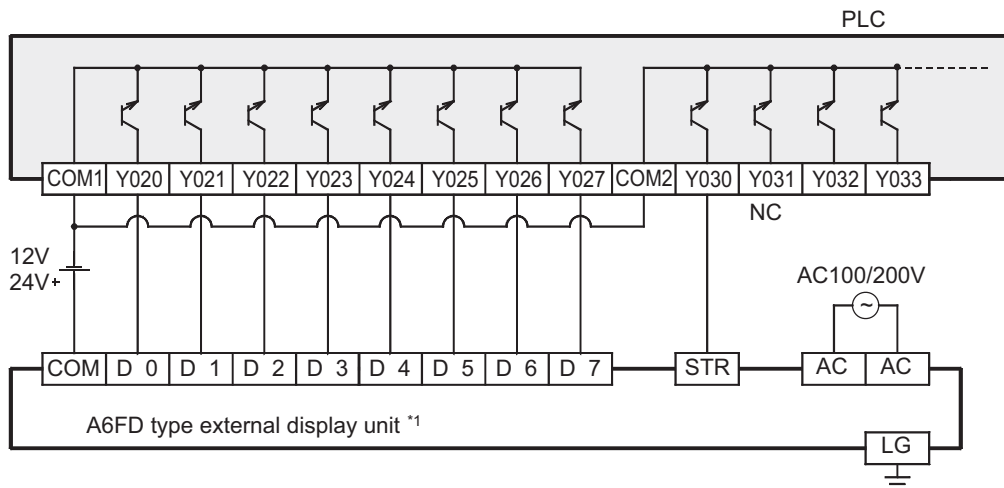 PLC
COM1 Y020 Y021 Y022 Y023 Y024 Y025 Y026 Y027 COM2 Y030 Y031 Y032 Y033
NC
12V
24V+
AC100/200V
~
COM D 0 D 1 D 2 D 3 D 4 D 5 D 6 D 7 STR AC AC
A6FD type external display unit *1
LG